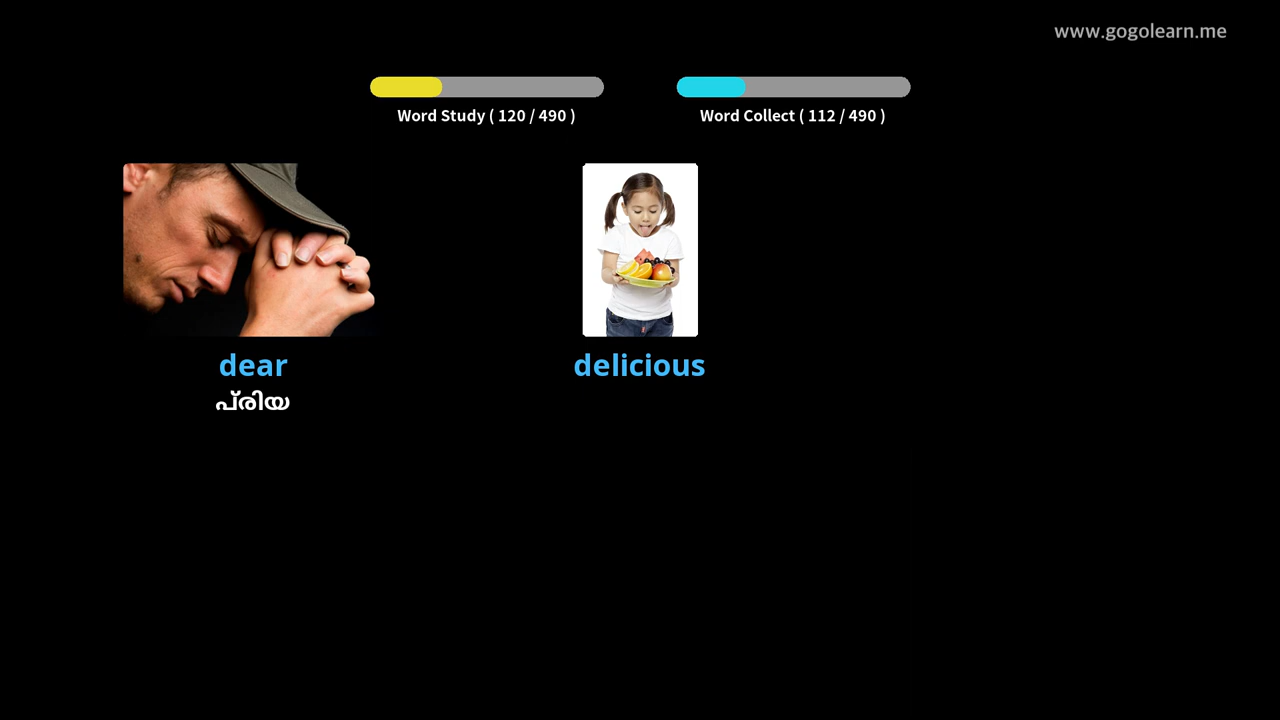 www.gogolearn.me
Word Study ( 120 / 490 )
Word Collect ( 112 / 490 )
dear
delicious
പ്രിയ